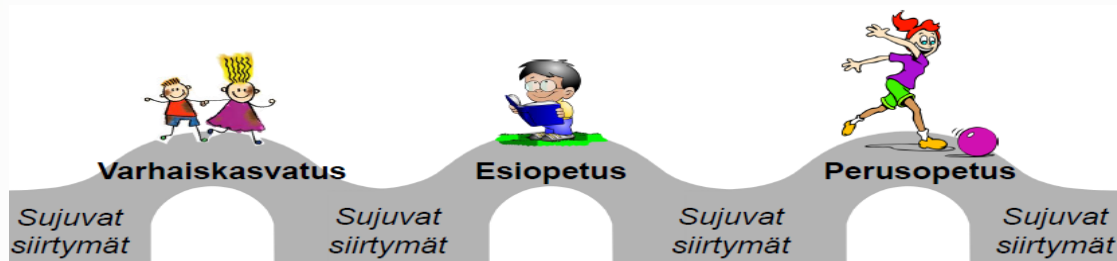 Varhaiskasvatus
Esiopetus
Perusopetus
Sujuvat
siirtymät
Sujuvat
siirtymät
Sujuvat
siirtymät
Sujuvat
siirtymät